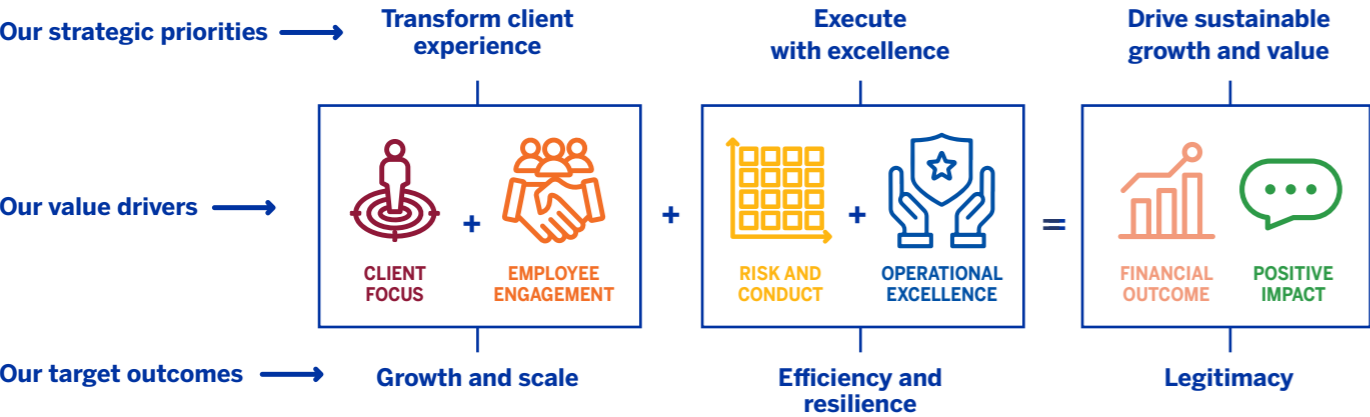 Our strategic priorities
Transform client
experience
Execute
with excellence
Drive sustainable
growth and value
Our value drivers
+
+
+
=
CLIENT
FOCUS
EMPLOYEE
ENGAGEMENT
RISK AND
CONDUCT
OPERATIONAL
EXCELLENCE
FINANCIAL
OUTCOME
POSITIVE
IMPACT
Our target outcomes
Growth and scale
Efficiency and
resilience
Legitimacy